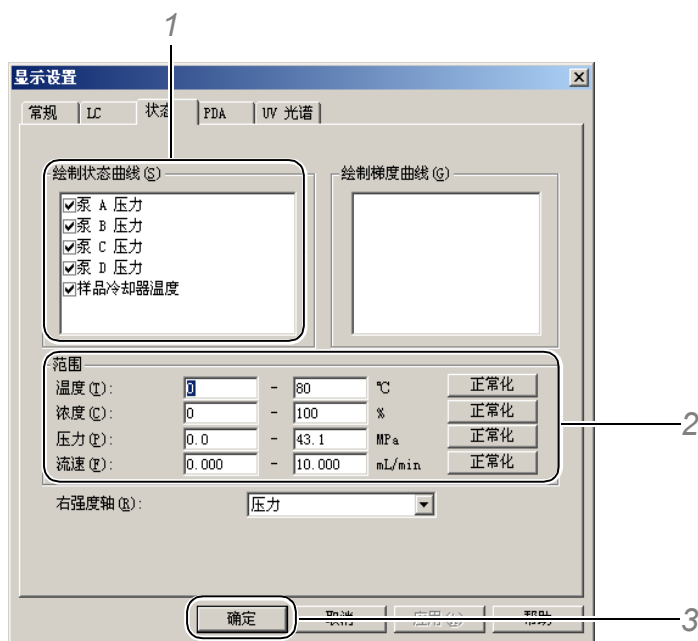 1
显示设置
常规 LC 状态 PDA UV 光谱
绘制状态曲线(S) 绘制梯度曲线(G)
泵 A 压力
泵 B 压力
泵 C 压力
泵 D 压力
样品冷却器温度
范围
温度(T): 0 - 80 ℃ 正常化
浓度(C): 0 - 100 % 正常化
压力(P): 0.0 - 43.1 MPa 正常化
流速(F): 0.000 - 10.000 mL/min 正常化
2
右强度轴(R): 压力
确定 取消 应用(A) 帮助
3